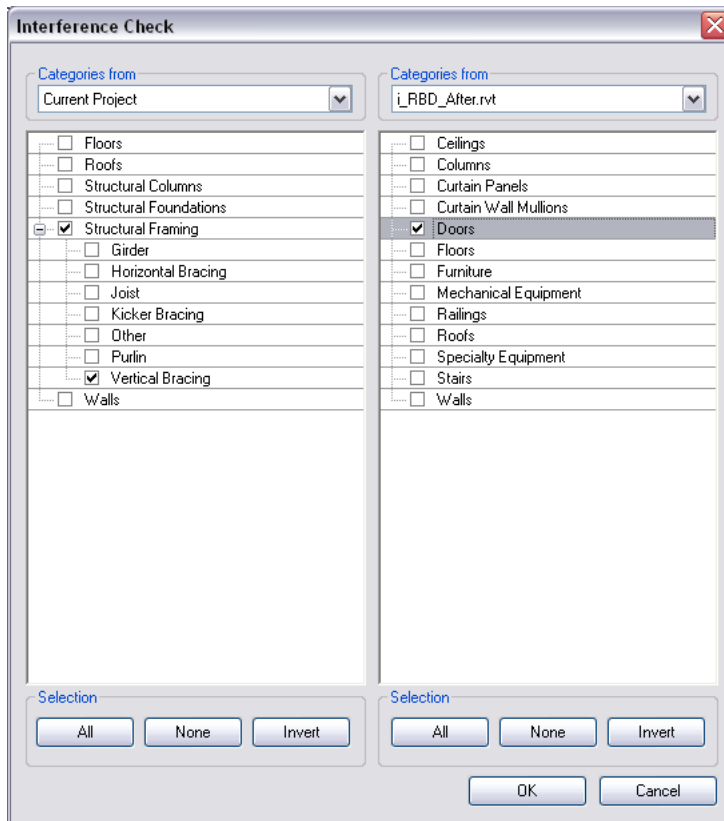 Interference Check
Categories from
Current Project
Floors
Roofs
Structural Columns
Structural Foundations
Structural Framing
Girder
Horizontal Bracing
Joist
Kicker Bracing
Other
Purlin
Vertical Bracing
Walls
Selection
All None Invert
Categories from
i_RBD_After.rvt
Ceilings
Columns
Curtain Panels
Curtain Wall Mullions
Doors
Floors
Furniture
Mechanical Equipment
Railings
Roofs
Specialty Equipment
Stairs
Walls
Selection
All None Invert
OK Cancel